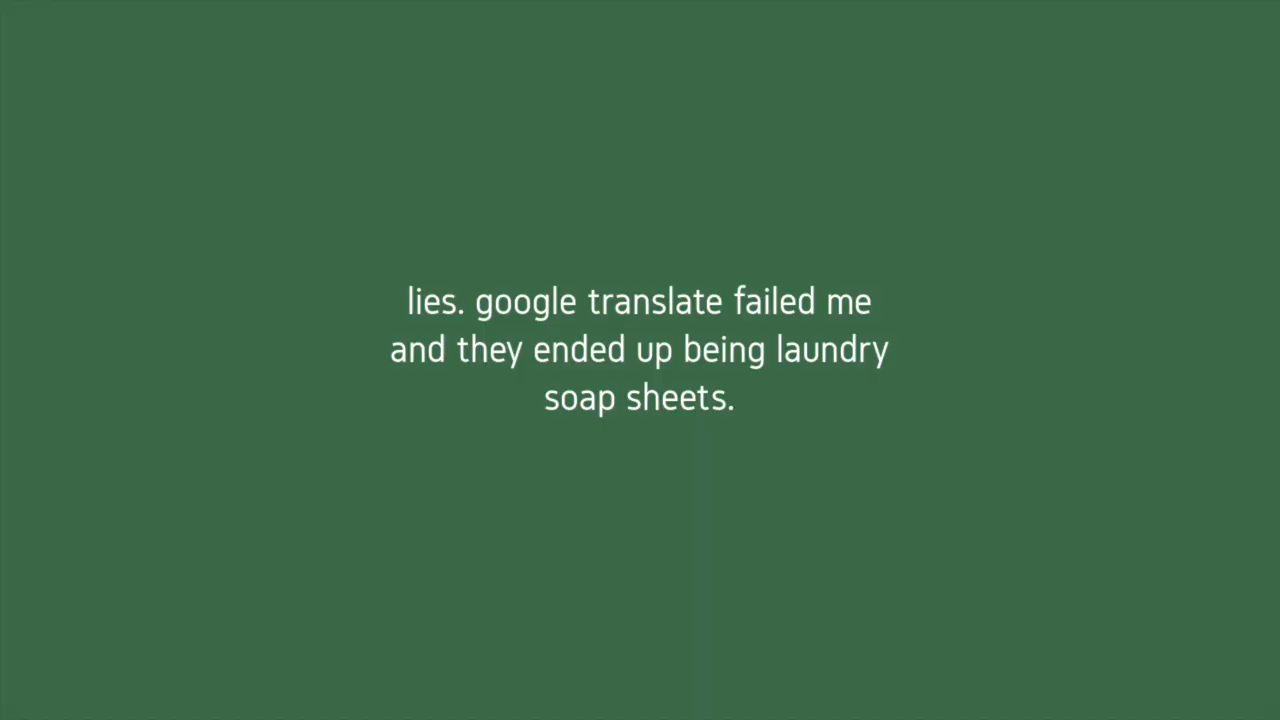 lies. google translate failed me
and they ended up being laundry
soap sheets.